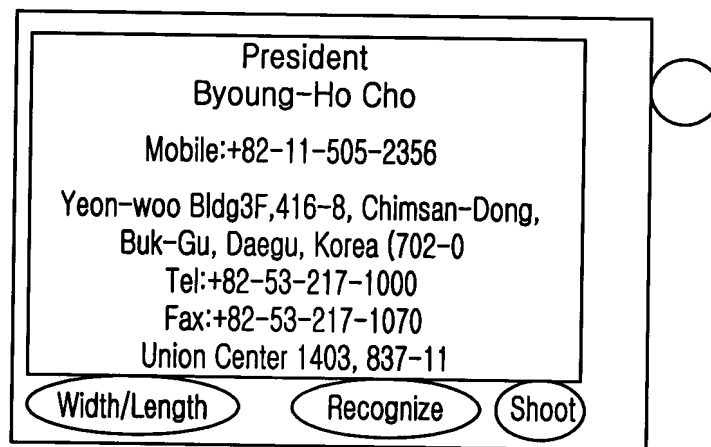 President
Byoung-Ho Cho
Mobile:+82-11-505-2356
Yeon-woo Bldg3F,416-8, Chimsan-Dong,
Buk-Gu, Daegu, Korea (702-0
Tel:+82-53-217-1000
Fax:+82-53-217-1070
Union Center 1403, 837-11
Width/Length Recognize Shoot